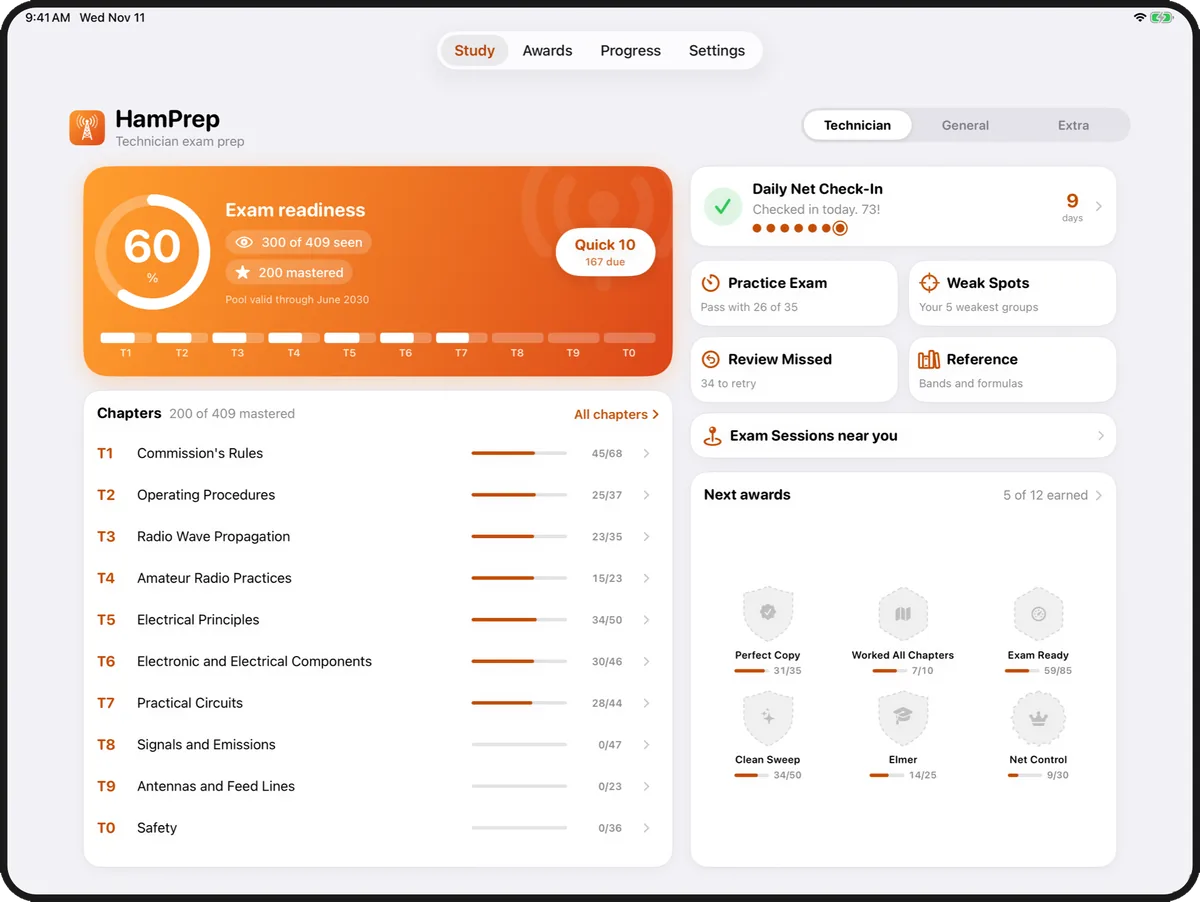 9:41 AM Wed Nov 11
Study Awards Progress Settings
HamPrep
Technician exam prep
Technician General Extra
60
%
Exam readiness
300 of 409 seen
200 mastered
Pool valid through June 2030
Quick 10
167 due
T1 T2 T3 T4 T5 T6 T7 T8 T9 T0
Daily Net Check-In
Checked in today. 73!
9
days
Practice Exam
Pass with 26 of 35
Weak Spots
Your 5 weakest groups
Review Missed
34 to retry
Reference
Bands and formulas
Exam Sessions near you
Chapters 200 of 409 mastered All chapters
T1 Commission's Rules 45/68
T2 Operating Procedures 25/37
T3 Radio Wave Propagation 23/35
T4 Amateur Radio Practices 15/23
T5 Electrical Principles 34/50
T6 Electronic and Electrical Components 30/46
T7 Practical Circuits 28/44
T8 Signals and Emissions 0/47
T9 Antennas and Feed Lines 0/23
T0 Safety 0/36
Next awards 5 of 12 earned
Perfect Copy
31/35
Worked All Chapters
7/10
Exam Ready
59/85
Clean Sweep
34/50
Elmer
14/25
Net Control
9/30